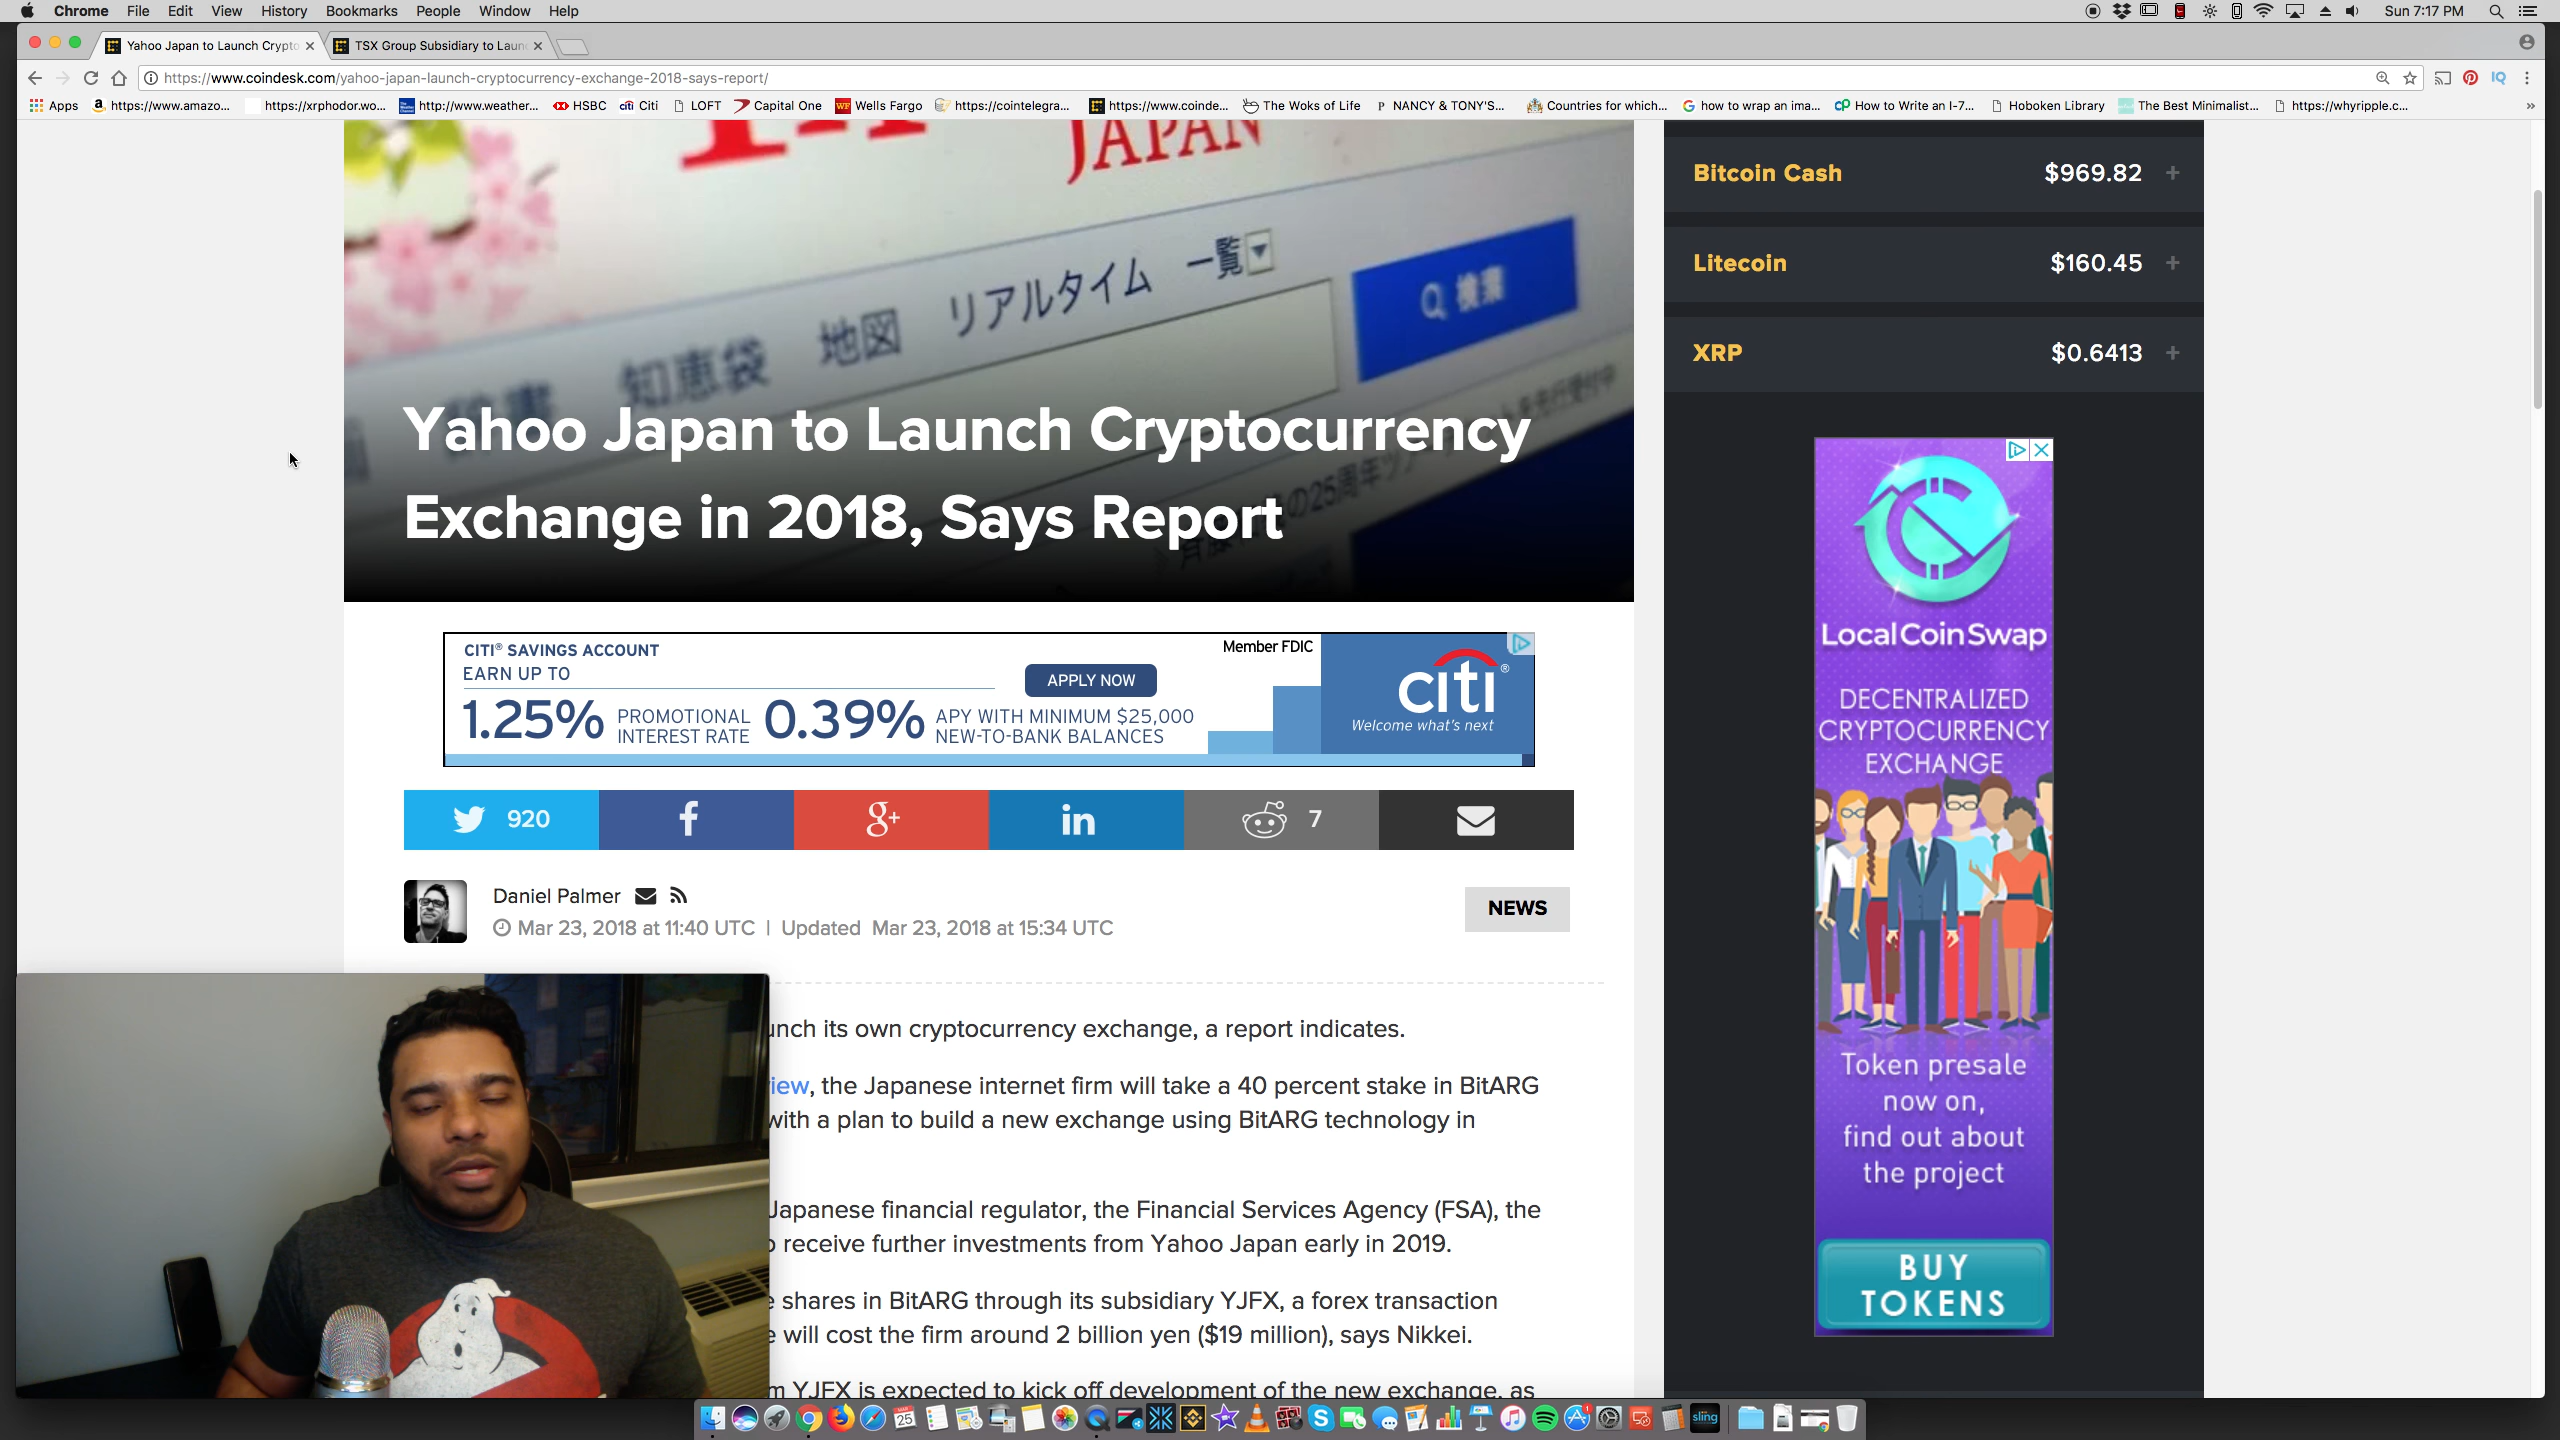 Chrome File Edit View History Bookmarks People Window Help
Sun 7:17 PM
Yahoo Japan to Launch Crypto
TSX Group Subsidiary to Laun
https://www.coindesk.com/yahoo-japan-launch-cryptocurrency-exchange-2018-says-report/
IQ
Apps https://www.amazo... https://xrphodor.wo... http://www.weather... HSBC Citi LOFT Capital One Wells Fargo https://cointelegra... https://www.coinde... The Woks of Life NANCY & TONY'S... Countries for which... how to wrap an ima... How to Write an I-7... Hoboken Library The Best Minimalist... https://whyripple.c... »
JAPAN
知恵袋 地図 リアルタイム 一覧
検索
Yahoo Japan to Launch Cryptocurrency
Exchange in 2018, Says Report
CITI® SAVINGS ACCOUNT
EARN UP TO
1.25% PROMOTIONAL INTEREST RATE 0.39% APY WITH MINIMUM $25,000 NEW-TO-BANK BALANCES
APPLY NOW
Member FDIC
citi®
Welcome what's next
920
g+
in
7
Daniel Palmer
Mar 23, 2018 at 11:40 UTC | Updated Mar 23, 2018 at 15:34 UTC
NEWS
unch its own cryptocurrency exchange, a report indicates.
iew, the Japanese internet firm will take a 40 percent stake in BitARG
with a plan to build a new exchange using BitARG technology in
Japanese financial regulator, the Financial Services Agency (FSA), the
o receive further investments from Yahoo Japan early in 2019.
e shares in BitARG through its subsidiary YJFX, a forex transaction
e will cost the firm around 2 billion yen ($19 million), says Nikkei.
m YJFX is expected to kick off development of the new exchange, as
Bitcoin Cash $969.82 +
Litecoin $160.45 +
XRP $0.6413 +
LocalCoinSwap
DECENTRALIZED
CRYPTOCURRENCY
EXCHANGE
Token presale
now on,
find out about
the project
BUY
TOKENS
25
sling